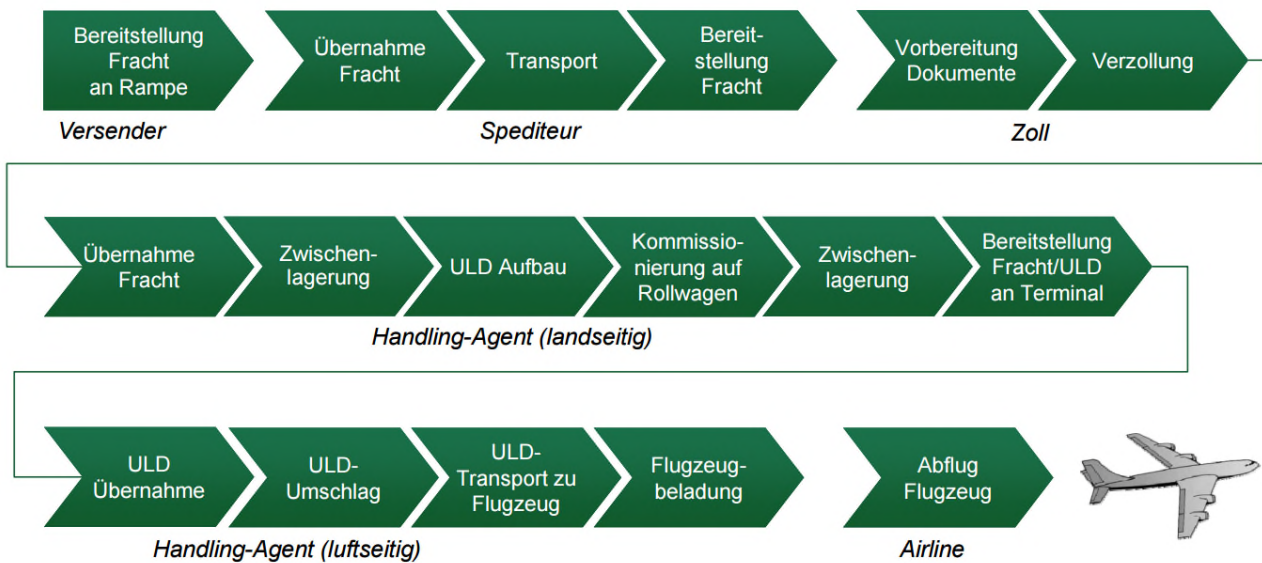 Bereitstellung
Fracht
an Rampe
Übernahme
Fracht
Transport
Bereit-
stellung
Fracht
Vorbereitung
Dokumente
Verzollung
Versender
Spediteur
Zoll
Übernahme
Fracht
Zwischen-
lagerung
ULD Aufbau
Kommissio-
nierung auf
Rollwagen
Zwischen-
lagerung
Bereitstellung
Fracht/ULD
an Terminal
Handling-Agent (landseitig)
ULD
Übernahme
ULD-
Umschlag
ULD-
Transport zu
Flugzeug
Flugzeug-
beladung
Abflug
Flugzeug
Handling-Agent (luftseitig)
Airline